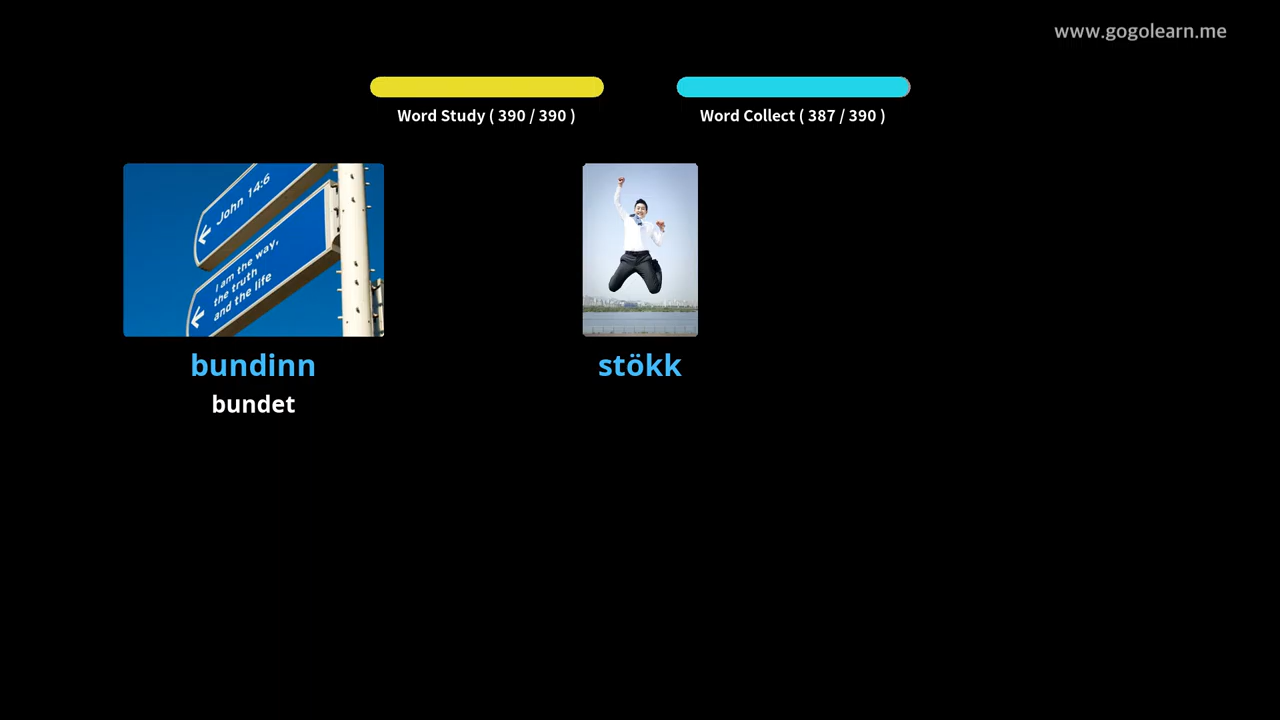 www.gogolearn.me
Word Study ( 390 / 390 )
Word Collect ( 387 / 390 )
John 14:6
I am the way,
the truth
and the life
bundinn
bundet
stökk